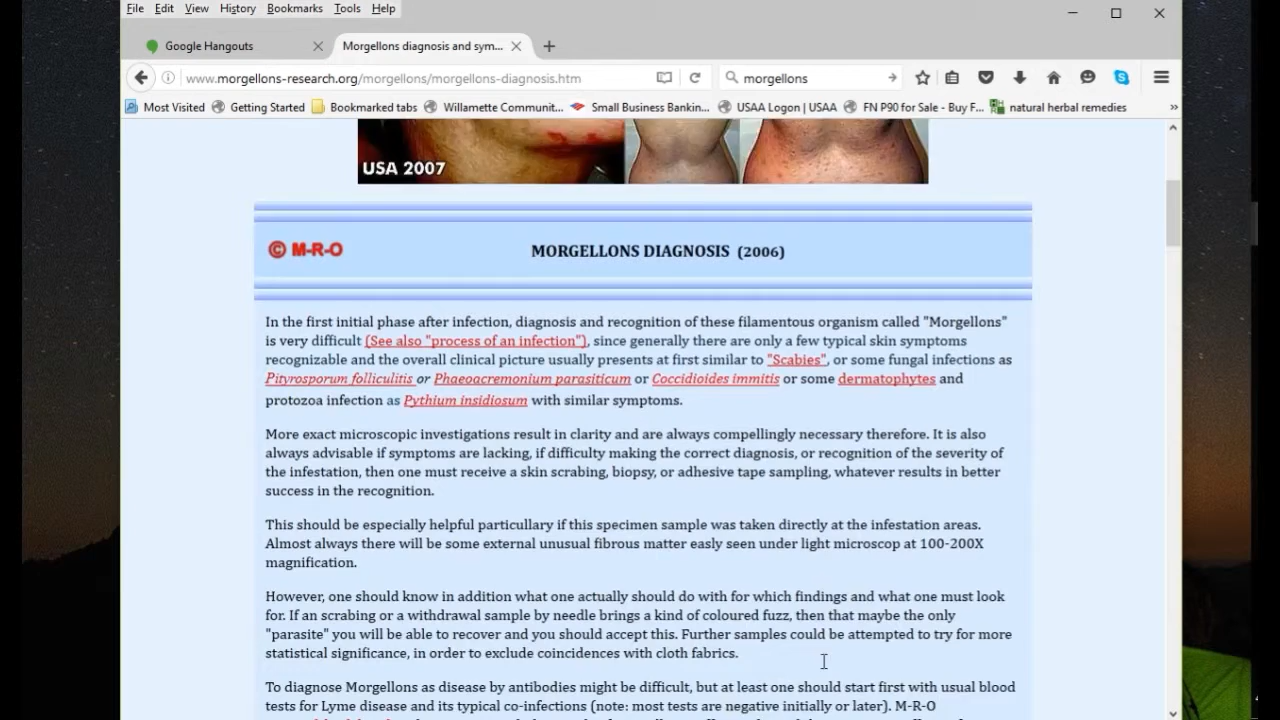 File Edit View History Bookmarks Tools Help
Google Hangouts
Morgellons diagnosis and sym...
www.morgellons-research.org/morgellons/morgellons-diagnosis.htm
morgellons
Most Visited Getting Started Bookmarked tabs Willamette Communit... Small Business Bankin... USAA Logon | USAA FN P90 for Sale - Buy F... natural herbal remedies »
USA 2007
© M-R-O
MORGELLONS DIAGNOSIS (2006)
In the first initial phase after infection, diagnosis and recognition of these filamentous organism called "Morgellons"
is very difficult (See also "process of an infection"), since generally there are only a few typical skin symptoms
recognizable and the overall clinical picture usually presents at first similar to "Scabies", or some fungal infections as
Pityrosporum folliculitis or Phaeoacremonium parasiticum or Coccidioides immitis or some dermatophytes and
protozoa infection as Pythium insidiosum with similar symptoms.
More exact microscopic investigations result in clarity and are always compellingly necessary therefore. It is also
always advisable if symptoms are lacking, if difficulty making the correct diagnosis, or recognition of the severity of
the infestation, then one must receive a skin scrabing, biopsy, or adhesive tape sampling, whatever results in better
success in the recognition.
This should be especially helpful particullary if this specimen sample was taken directly at the infestation areas.
Almost always there will be some external unusual fibrous matter easly seen under light microscop at 100-200X
magnification.
However, one should know in addition what one actually should do with for which findings and what one must look
for. If an scrabing or a withdrawal sample by needle brings a kind of coloured fuzz, then that maybe the only
"parasite" you will be able to recover and you should accept this. Further samples could be attempted to try for more
statistical significance, in order to exclude coincidences with cloth fabrics.
To diagnose Morgellons as disease by antibodies might be difficult, but at least one should start first with usual blood
tests for Lyme disease and its typical co-infections (note: most tests are negative initially or later). M-R-O